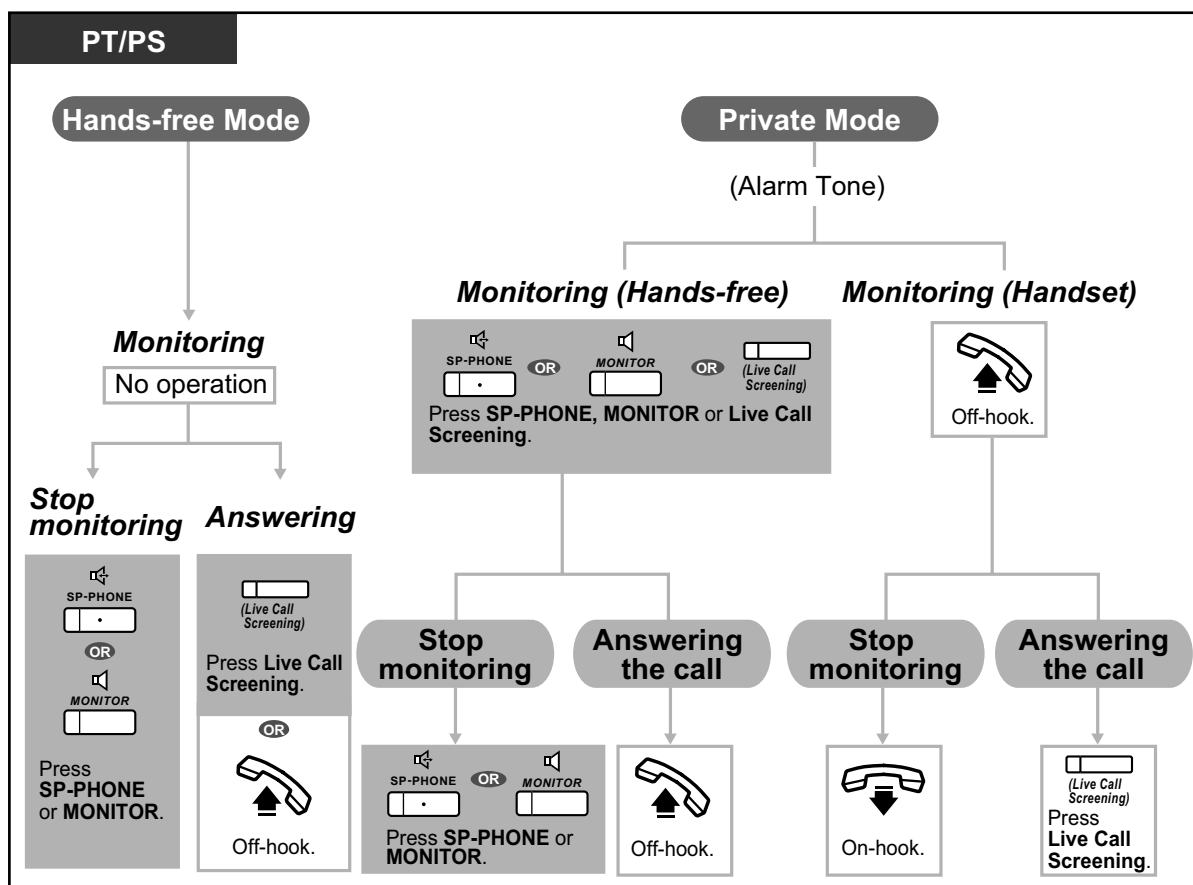 PT/PS
Hands-free Mode
Monitoring
No operation
Stop
monitoring
SP-PHONE
OR
MONITOR
Press
SP-PHONE
or MONITOR.
Answering
(Live Call
Screening)
Press Live Call
Screening.
OR
Off-hook.
Private Mode
(Alarm Tone)
Monitoring (Hands-free)
SP-PHONE
OR
MONITOR
OR
(Live Call
Screening)
Press SP-PHONE, MONITOR or Live Call
Screening.
Stop
monitoring
SP-PHONE
OR
MONITOR
Press SP-PHONE or
MONITOR.
Answering
the call
Off-hook.
Monitoring (Handset)
Off-hook.
Stop
monitoring
On-hook.
Answering
the call
(Live Call
Screening)
Press
Live Call
Screening.